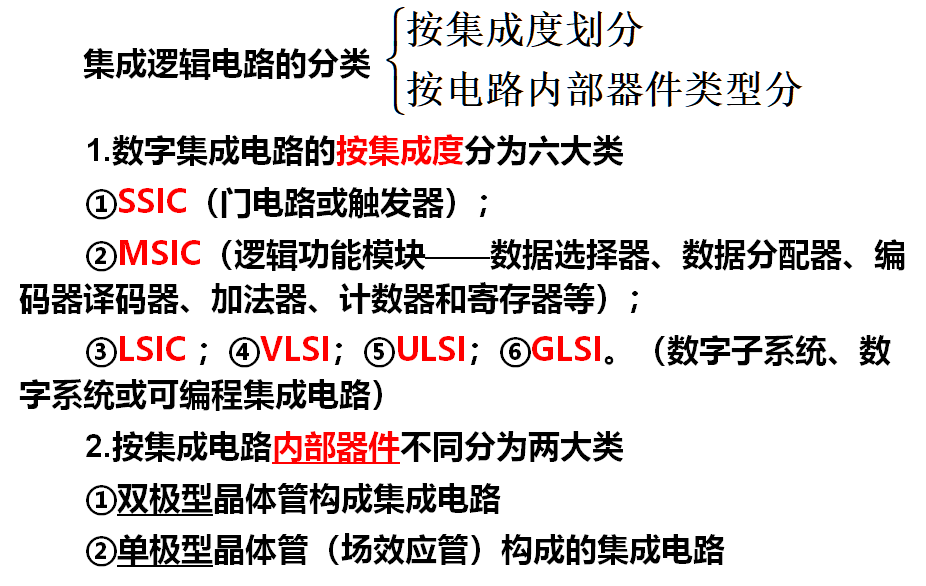 集成逻辑电路的分类
按集成度划分
按电路内部器件类型分
1.数字集成电路的按集成度分为六大类
①SSIC（门电路或触发器）;
②MSIC（逻辑功能模块——数据选择器、数据分配器、编
码器译码器、加法器、计数器和寄存器等）;
③LSIC ；④VLSI；⑤ULSI；⑥GLSI。（数字子系统、数
字系统或可编程集成电路）
2.按集成电路内部器件不同分为两大类
①双极型晶体管构成集成电路
②单极型晶体管（场效应管）构成的集成电路